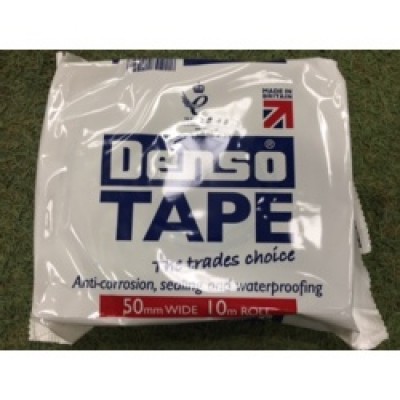 MADE IN
BRITAIN
Denso®
TAPE
The trades choice
Anti-corrosion, sealing and waterproofing
50mm WIDE 10m ROLL